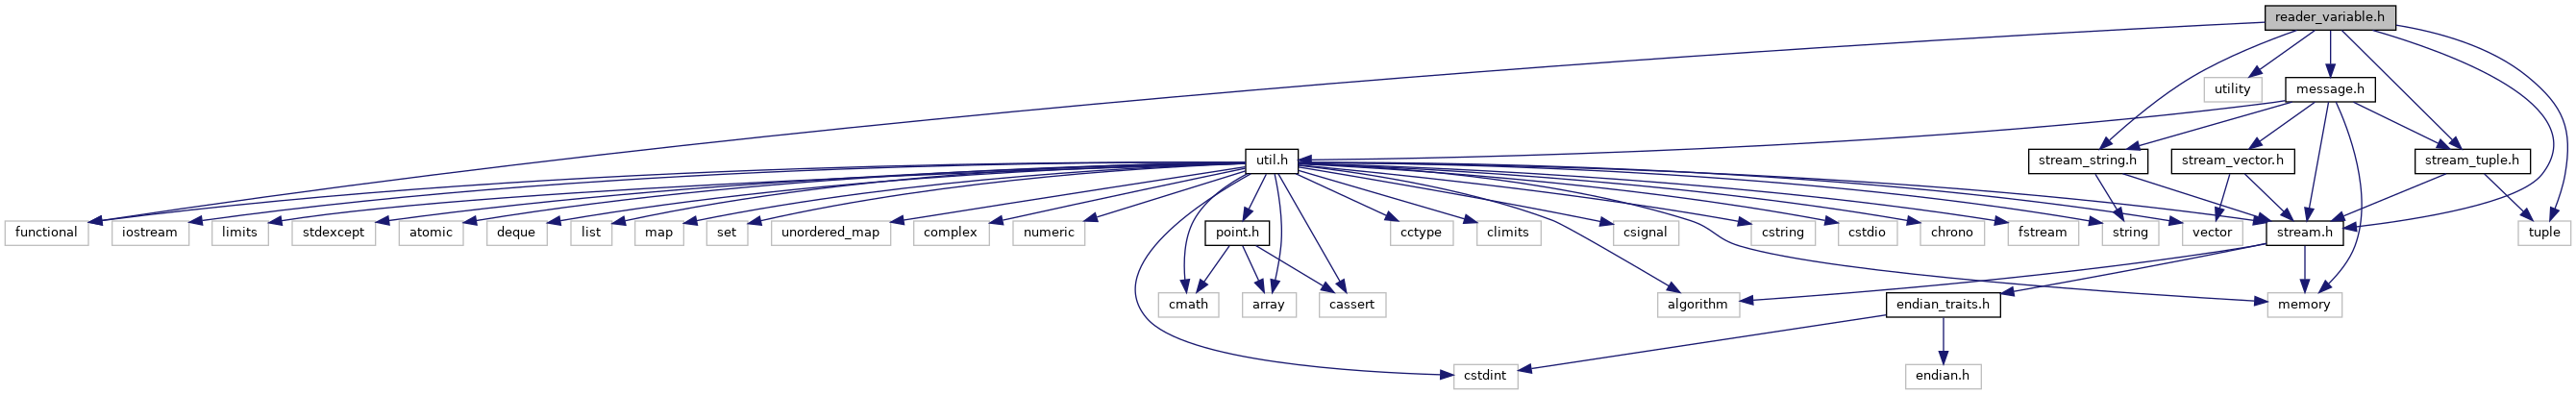 reader_variable.h
utility
message.h
util.h
stream_string.h
stream_vector.h
stream_tuple.h
functional
iostream
limits
stdexcept
atomic
deque
list
map
set
unordered_map
complex
numeric
point.h
cctype
climits
csignal
cstring
cstdio
chrono
fstream
string
vector
stream.h
tuple
cmath
array
cassert
algorithm
endian_traits.h
memory
cstdint
endian.h